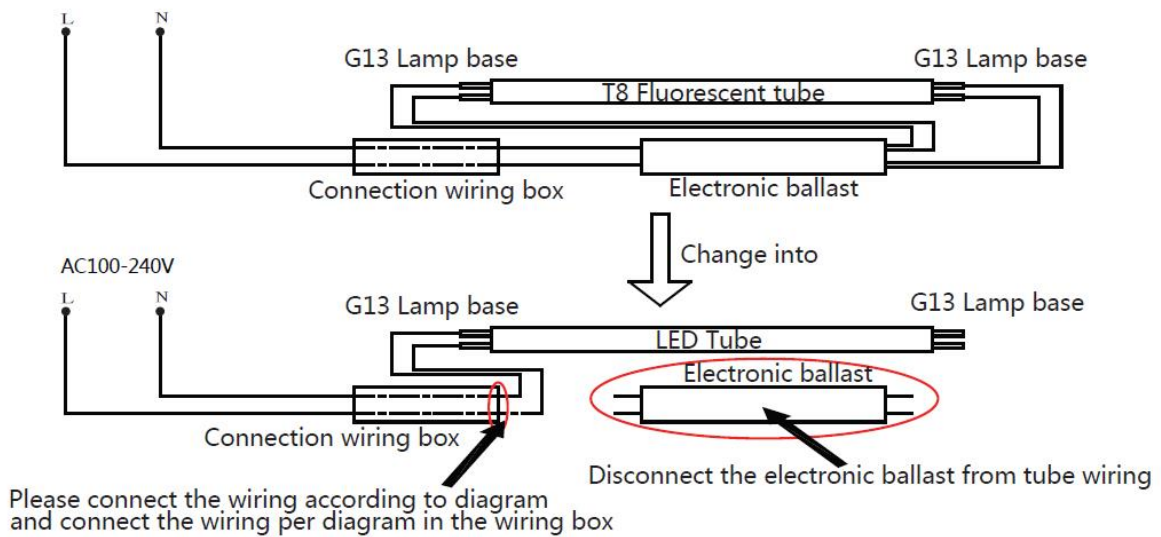 L
N
G13 Lamp base
G13 Lamp base
T8 Fluorescent tube
Connection wiring box
Electronic ballast
Change into
AC100-240V
L
N
G13 Lamp base
G13 Lamp base
LED Tube
Electronic ballast
Connection wiring box
Disconnect the electronic ballast from tube wiring
Please connect the wiring according to diagram
and connect the wiring per diagram in the wiring box